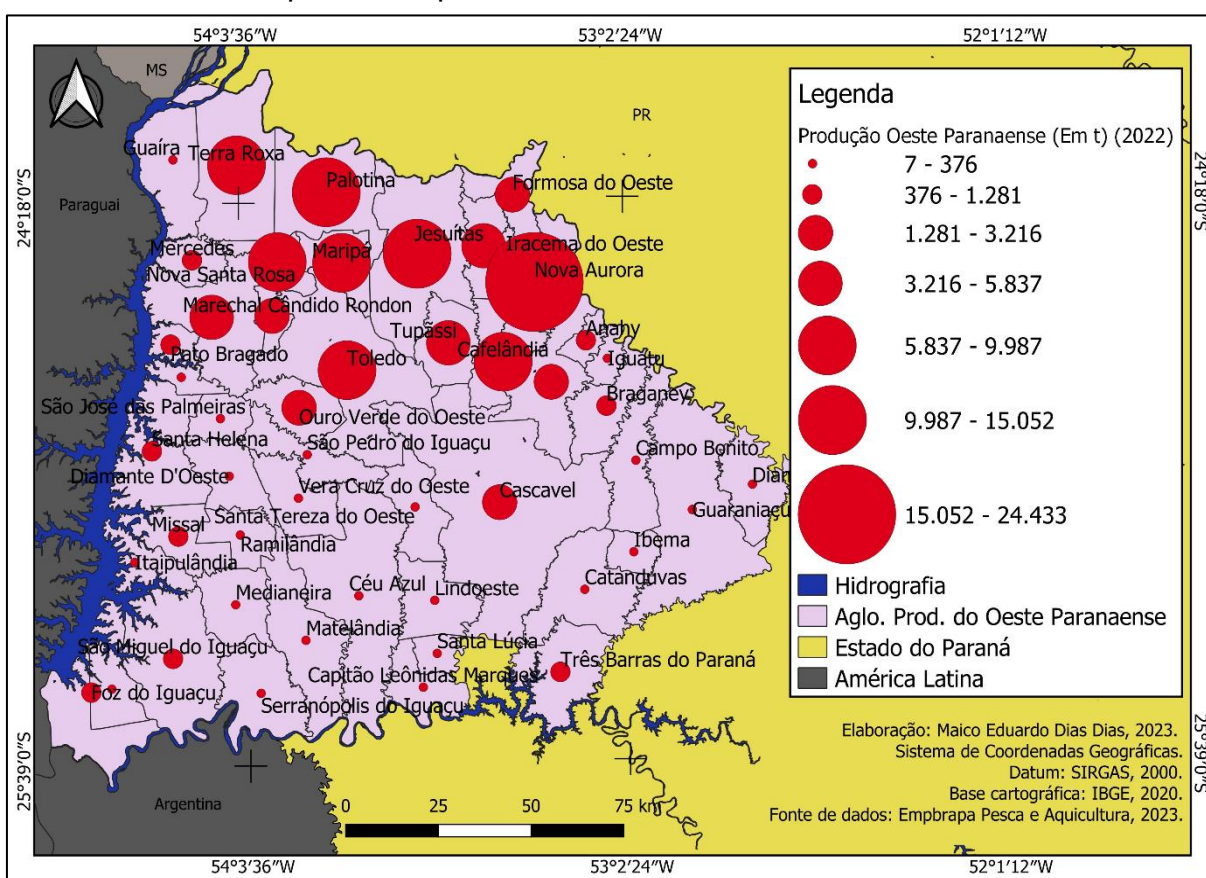 54°3′36″W 53°2′24″W 52°1′12″W
MS
PR
Paraguai
Argentina
24°18′0″S
24°18′0″S
25°39′0″S
25°39′0″S
Guaíra
Terra Roxa
Palotina
Formosa do Oeste
Jesuítas
Iracema do Oeste
Nova Aurora
Mercedes
Maripá
Nova Santa Rosa
Marechal Cândido Rondon
Tupãssi
Cafelândia
Anahy
Iguatu
Pato Bragado
Toledo
Braganey
São José das Palmeiras
Ouro Verde do Oeste
Santa Helena
São Pedro do Iguaçu
Campo Bonito
Diamante D'Oeste
Vera Cruz do Oeste
Cascavel
Diam
Guaraniaçu
Missal
Santa Tereza do Oeste
Ramilândia
Ibema
Itaipulândia
Medianeira
Céu Azul
Lindoeste
Catanduvas
Matelândia
São Miguel do Iguaçu
Santa Lúcia
Três Barras do Paraná
Capitão Leônidas Marques
Foz do Iguaçu
Serranópolis do Iguaçu
Legenda
Produção Oeste Paranaense (Em t) (2022)
7 - 376
376 - 1.281
1.281 - 3.216
3.216 - 5.837
5.837 - 9.987
9.987 - 15.052
15.052 - 24.433
Hidrografia
Aglo. Prod. do Oeste Paranaense
Estado do Paraná
América Latina
Elaboração: Maico Eduardo Dias Dias, 2023.
Sistema de Coordenadas Geográficas.
Datum: SIRGAS, 2000.
Base cartográfica: IBGE, 2020.
Fonte de dados: Empbrapa Pesca e Aquicultura, 2023.
0 25 50 75 km
54°3′36″W 53°2′24″W 52°1′12″W